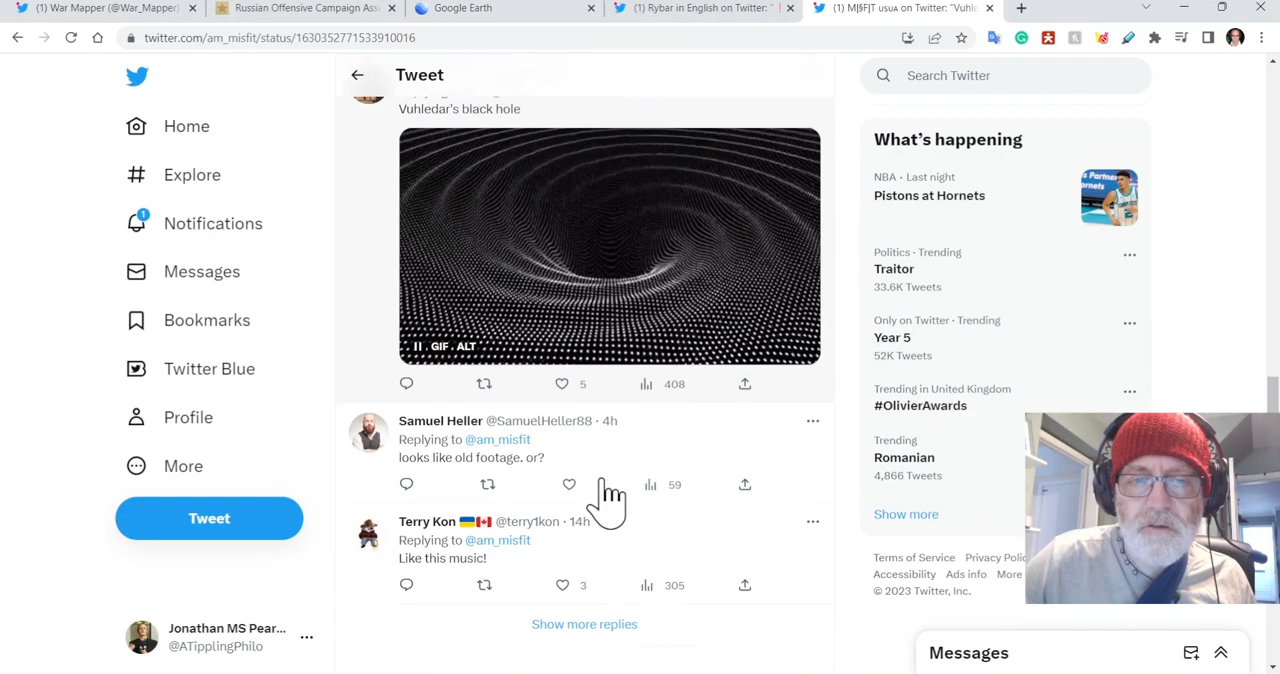 (1) War Mapper (@War_Mapper)
Russian Offensive Campaign Ass
Google Earth
(1) Rybar in English on Twitter: "
(1) M|§F|T ᴜsᴜᴀ on Twitter: "Vuhle
twitter.com/am_misfit/status/1630352771533910016
Home
Explore
1
Notifications
Messages
Bookmarks
Twitter Blue
Profile
More
Tweet
Jonathan MS Pear...
@ATipplingPhilo
Tweet
Vuhledar's black hole
GIF
ALT
5
408
Samuel Heller @SamuelHeller88 · 4h
Replying to @am_misfit
looks like old footage. or?
59
Terry Kon @terry1kon · 14h
Replying to @am_misfit
Like this music!
3
305
Show more replies
Search Twitter
What's happening
NBA · Last night
Pistons at Hornets
Politics · Trending
Traitor
33.6K Tweets
Only on Twitter · Trending
Year 5
52K Tweets
Trending in United Kingdom
#OlivierAwards
Trending
Romanian
4,866 Tweets
Show more
Terms of Service Privacy Polic
Accessibility Ads info More
© 2023 Twitter, Inc.
Messages